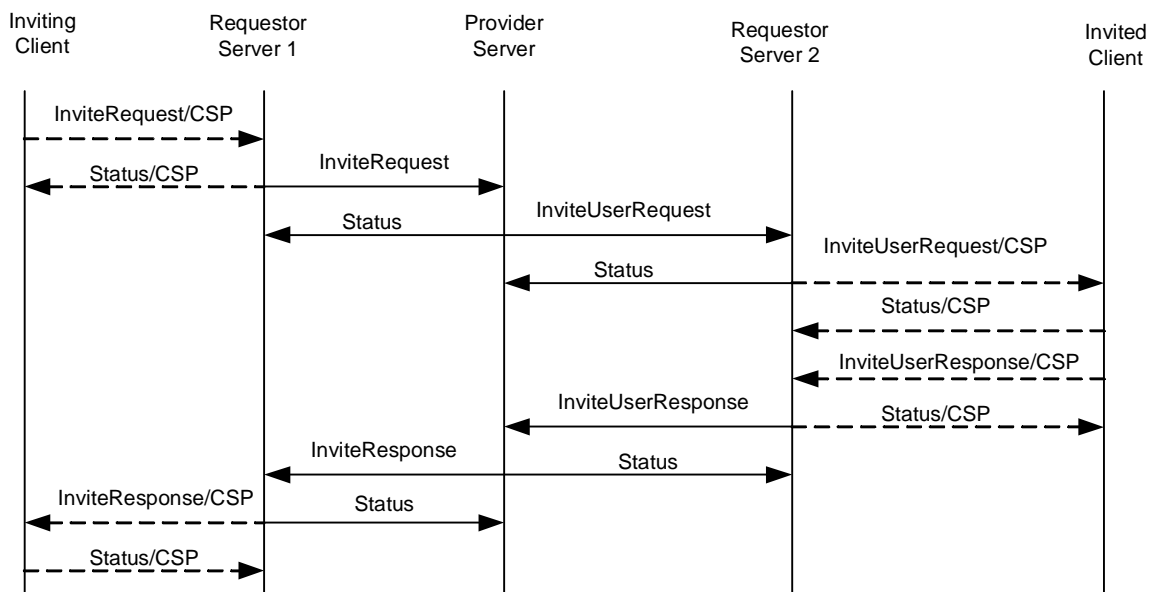 Inviting
Client
Requestor
Server 1
Provider
Server
Requestor
Server 2
Invited
Client
InviteRequest/CSP
Status/CSP
InviteRequest
Status
InviteUserRequest
Status
InviteUserRequest/CSP
Status/CSP
InviteUserResponse/CSP
InviteUserResponse
Status/CSP
InviteResponse
Status
InviteResponse/CSP
Status
Status/CSP